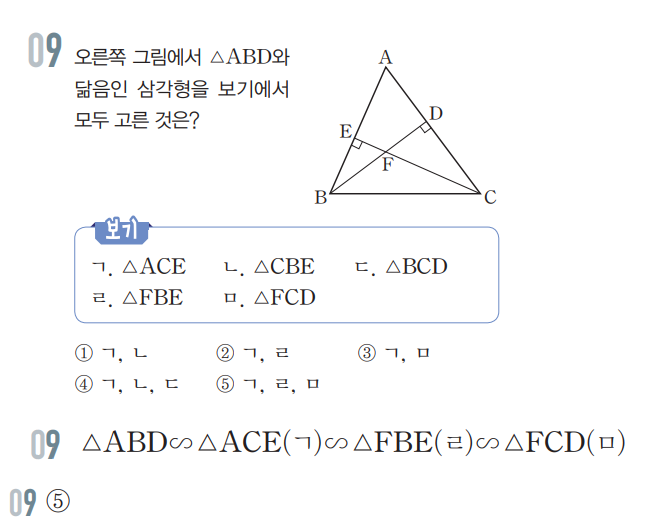 09 오른쪽 그림에서 △ABD와
닮음인 삼각형을 보기에서
모두 고른 것은?
A
D
E
F
B
C
보기
ㄱ. △ACE ㄴ. △CBE ㄷ. △BCD
ㄹ. △FBE ㅁ. △FCD
① ㄱ, ㄴ ② ㄱ, ㄹ ③ ㄱ, ㅁ
④ ㄱ, ㄴ, ㄷ ⑤ ㄱ, ㄹ, ㅁ
09 △ABD∽△ACE(ㄱ)∽△FBE(ㄹ)∽△FCD(ㅁ)
09 ⑤